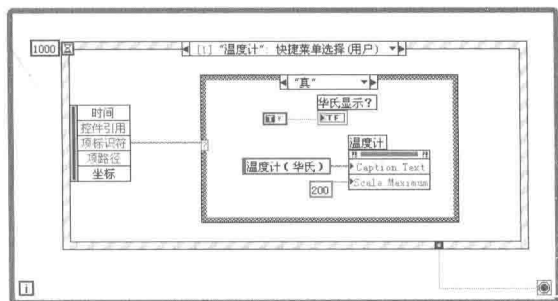 1000
[1] "温度计": 快捷菜单选择(用户)
"真"
时间
控件引用
项标识符
项路径
坐标
华氏显示?
T
TF
温度计
温度计(华氏)
Caption Text
200
Scale Maximum
i